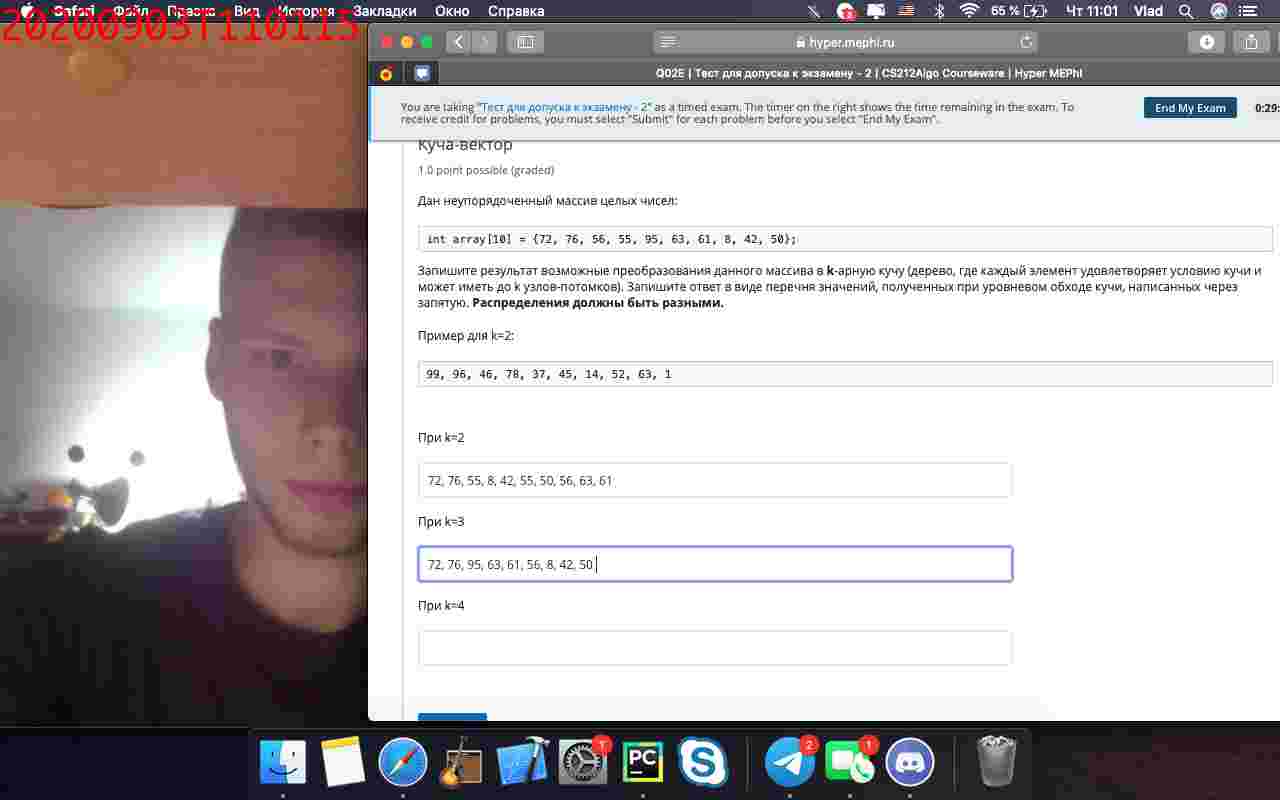 Safari Файл Правка Вид История Закладки Окно Справка 65 % Чт 11:01 Vlad
20200903T110115
hyper.mephi.ru
Q02E | Тест для допуска к экзамену - 2 | CS212Algo Courseware | Hyper MEPhI
You are taking "Тест для допуска к экзамену - 2" as a timed exam. The timer on the right shows the time remaining in the exam. To
receive credit for problems, you must select "Submit" for each problem before you select "End My Exam".
End My Exam
0:29:
Куча-вектор
1.0 point possible (graded)
Дан неупорядоченный массив целых чисел:
int array[10] = {72, 76, 56, 55, 95, 63, 61, 8, 42, 50};
Запишите результат возможные преобразования данного массива в k-арную кучу (дерево, где каждый элемент удовлетворяет условию кучи и
может иметь до k узлов-потомков). Запишите ответ в виде перечня значений, полученных при уровневом обходе кучи, написанных через
запятую. Распределения должны быть разными.
Пример для k=2:
99, 96, 46, 78, 37, 45, 14, 52, 63, 1
При k=2
72, 76, 55, 8, 42, 55, 50, 56, 63, 61
При k=3
72, 76, 95, 63, 61, 56, 8, 42, 50
При k=4
1
PC
S
2
1